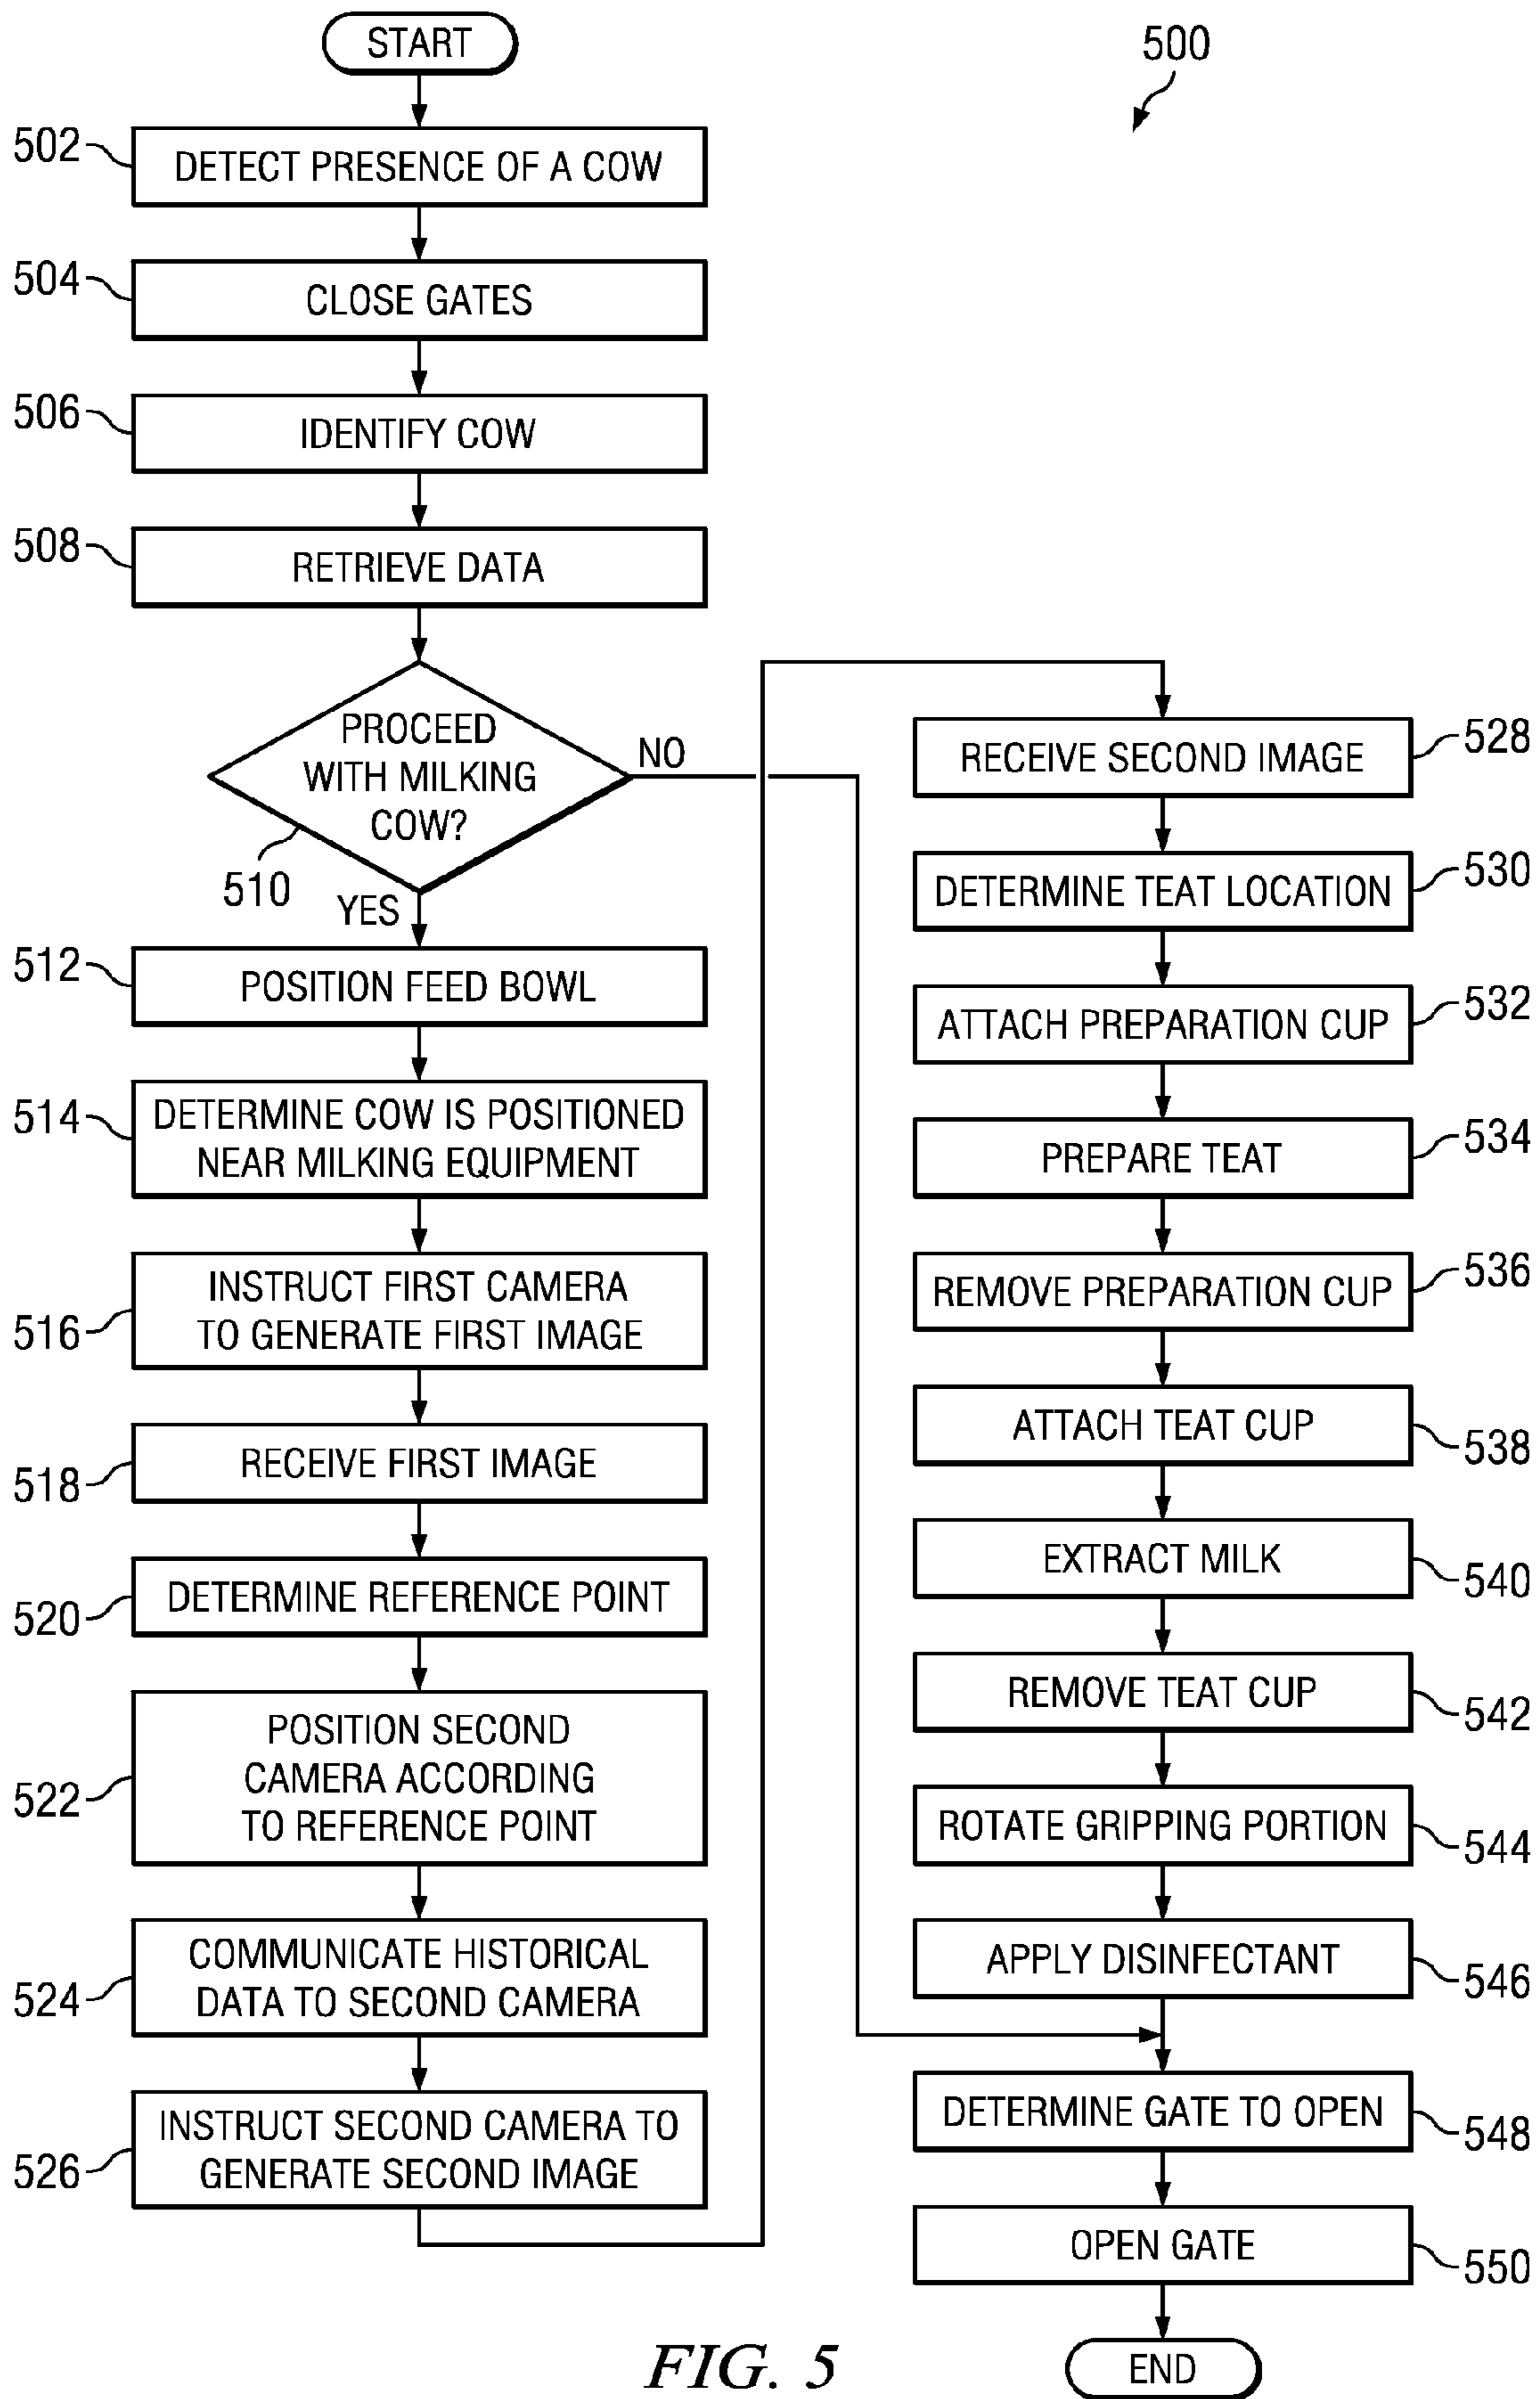 START
500
502
DETECT PRESENCE OF A COW
504
CLOSE GATES
506
IDENTIFY COW
508
RETRIEVE DATA
PROCEED
WITH MILKING
COW?
NO
510
YES
512
POSITION FEED BOWL
514
DETERMINE COW IS POSITIONED
NEAR MILKING EQUIPMENT
516
INSTRUCT FIRST CAMERA
TO GENERATE FIRST IMAGE
518
RECEIVE FIRST IMAGE
520
DETERMINE REFERENCE POINT
522
POSITION SECOND
CAMERA ACCORDING
TO REFERENCE POINT
524
COMMUNICATE HISTORICAL
DATA TO SECOND CAMERA
526
INSTRUCT SECOND CAMERA TO
GENERATE SECOND IMAGE
RECEIVE SECOND IMAGE
528
DETERMINE TEAT LOCATION
530
ATTACH PREPARATION CUP
532
PREPARE TEAT
534
REMOVE PREPARATION CUP
536
ATTACH TEAT CUP
538
EXTRACT MILK
540
REMOVE TEAT CUP
542
ROTATE GRIPPING PORTION
544
APPLY DISINFECTANT
546
DETERMINE GATE TO OPEN
548
OPEN GATE
550
END
FIG. 5